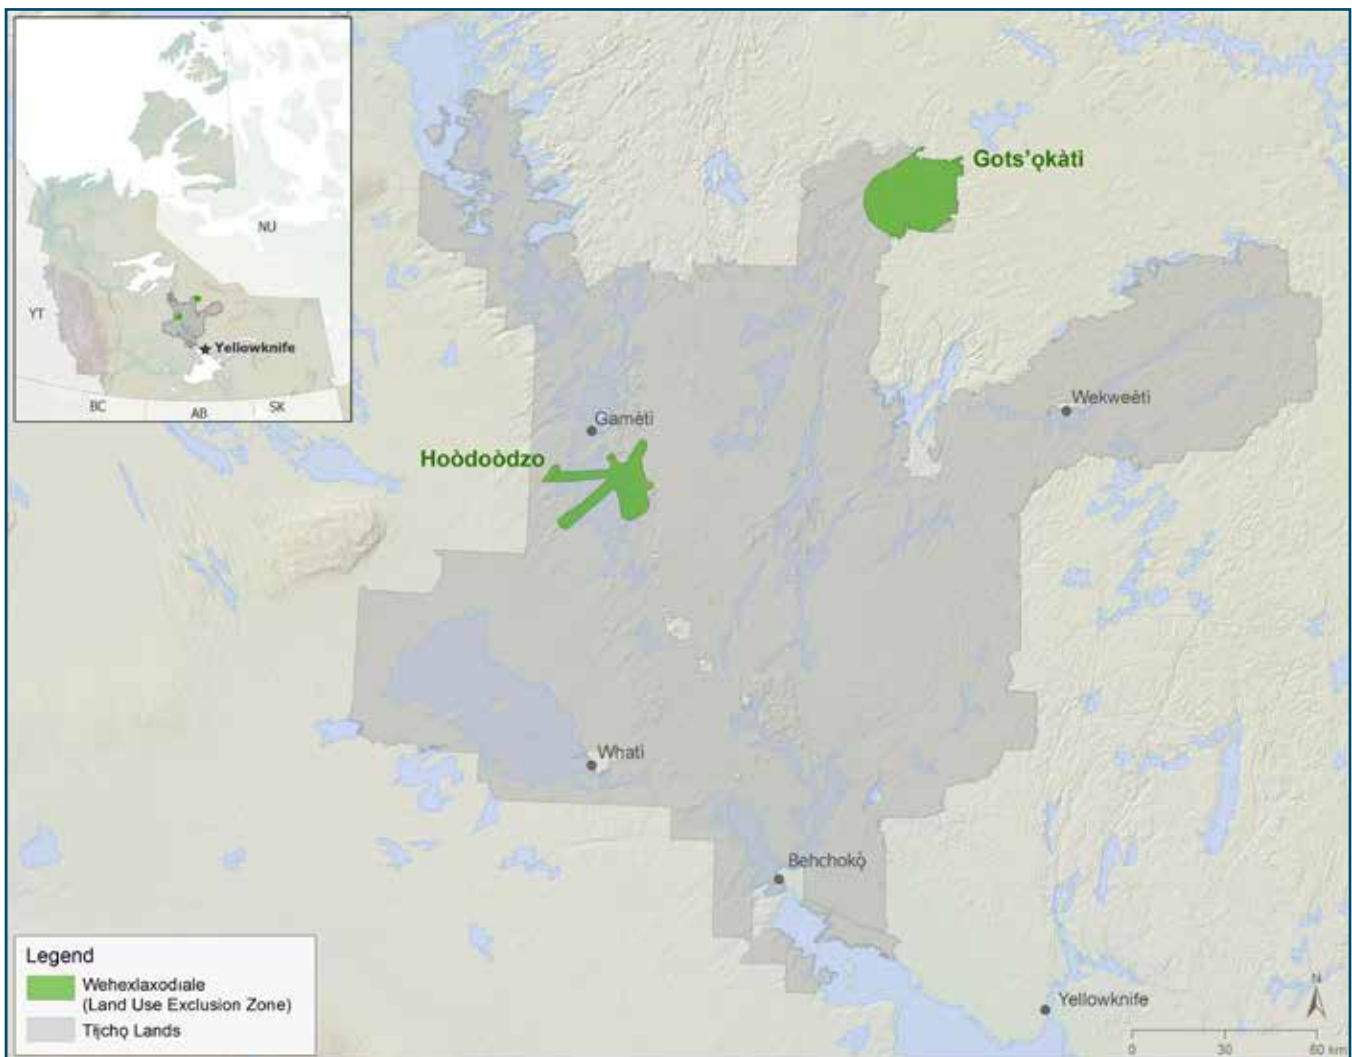 NU
YT
Yellowknife
BC
AB
SK
Gots’ǫkàtì
Wekweètì
Gamètì
Hoòdoòdzo
Whatì
Behchokǫ̀
Yellowknife
Legend
Wehexlaxodıale
(Land Use Exclusion Zone)
Tłı̨chǫ Lands
N
0 30 60 km